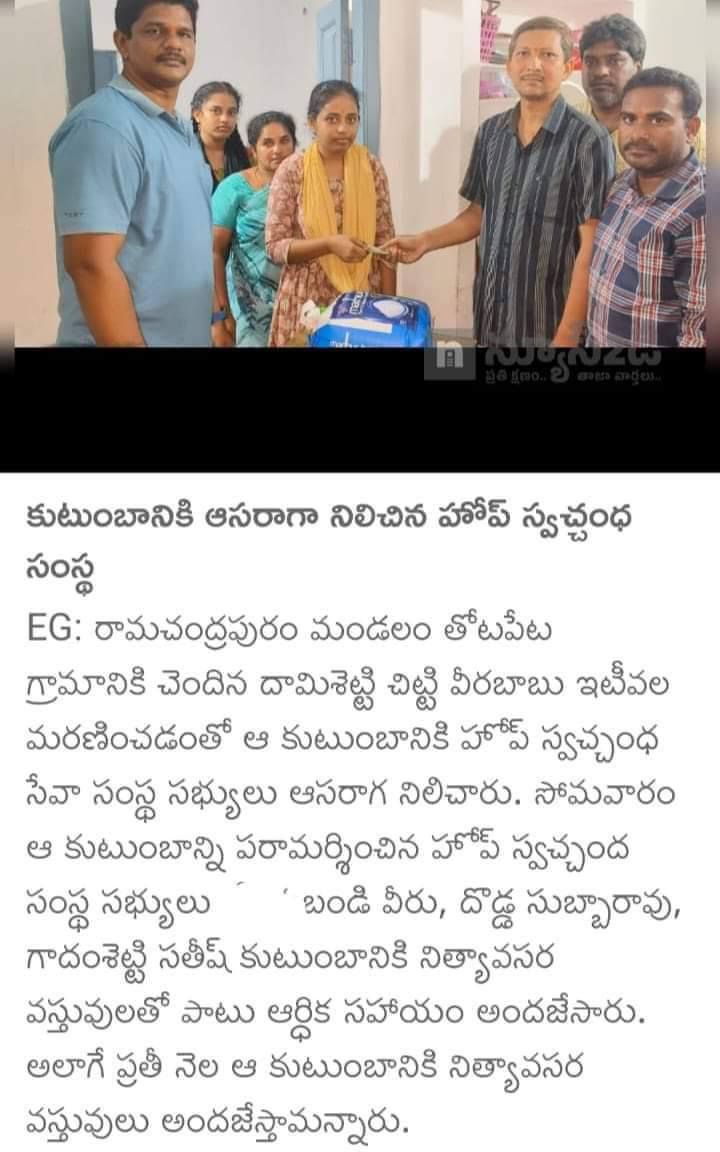 n
న్యూస్2డే
ప్రతి క్షణం.. తాజా వార్తలు..
కుటుంబానికి ఆసరాగా నిలిచిన హోప్ స్వచ్చంధ
సంస్థ
EG: రామచంద్రపురం మండలం తోటపేట
గ్రామానికి చెందిన దామిశెట్టి చిట్టి వీరబాబు ఇటీవల
మరణించడంతో ఆ కుటుంబానికి హోప్ స్వచ్చంధ
సేవా సంస్థ సభ్యులు ఆసరాగ నిలిచారు. సోమవారం
ఆ కుటుంబాన్ని పరామర్శించిన హోప్ స్వచ్చంద
సంస్థ సభ్యులు బండి వీరు, దొడ్డ సుబ్బారావు,
గాదంశెట్టి సతీష్ కుటుంబానికి నిత్యావసర
వస్తువులతో పాటు ఆర్థిక సహాయం అందజేసారు.
అలాగే ప్రతీ నెల ఆ కుటుంబానికి నిత్యావసర
వస్తువులు అందజేస్తామన్నారు.